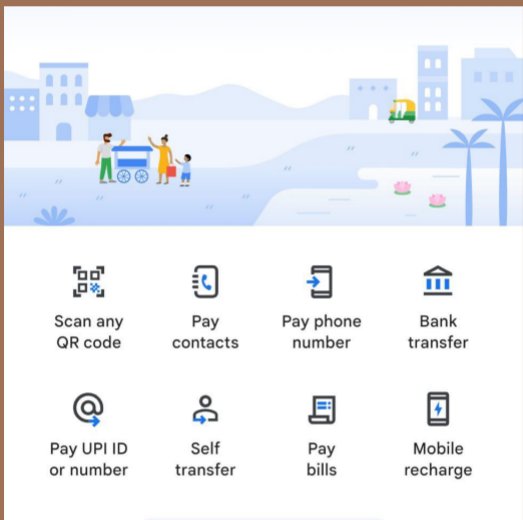 Scan any
QR code
Pay
contacts
Pay phone
number
Bank
transfer
Pay UPI ID
or number
Self
transfer
Pay
bills
Mobile
recharge